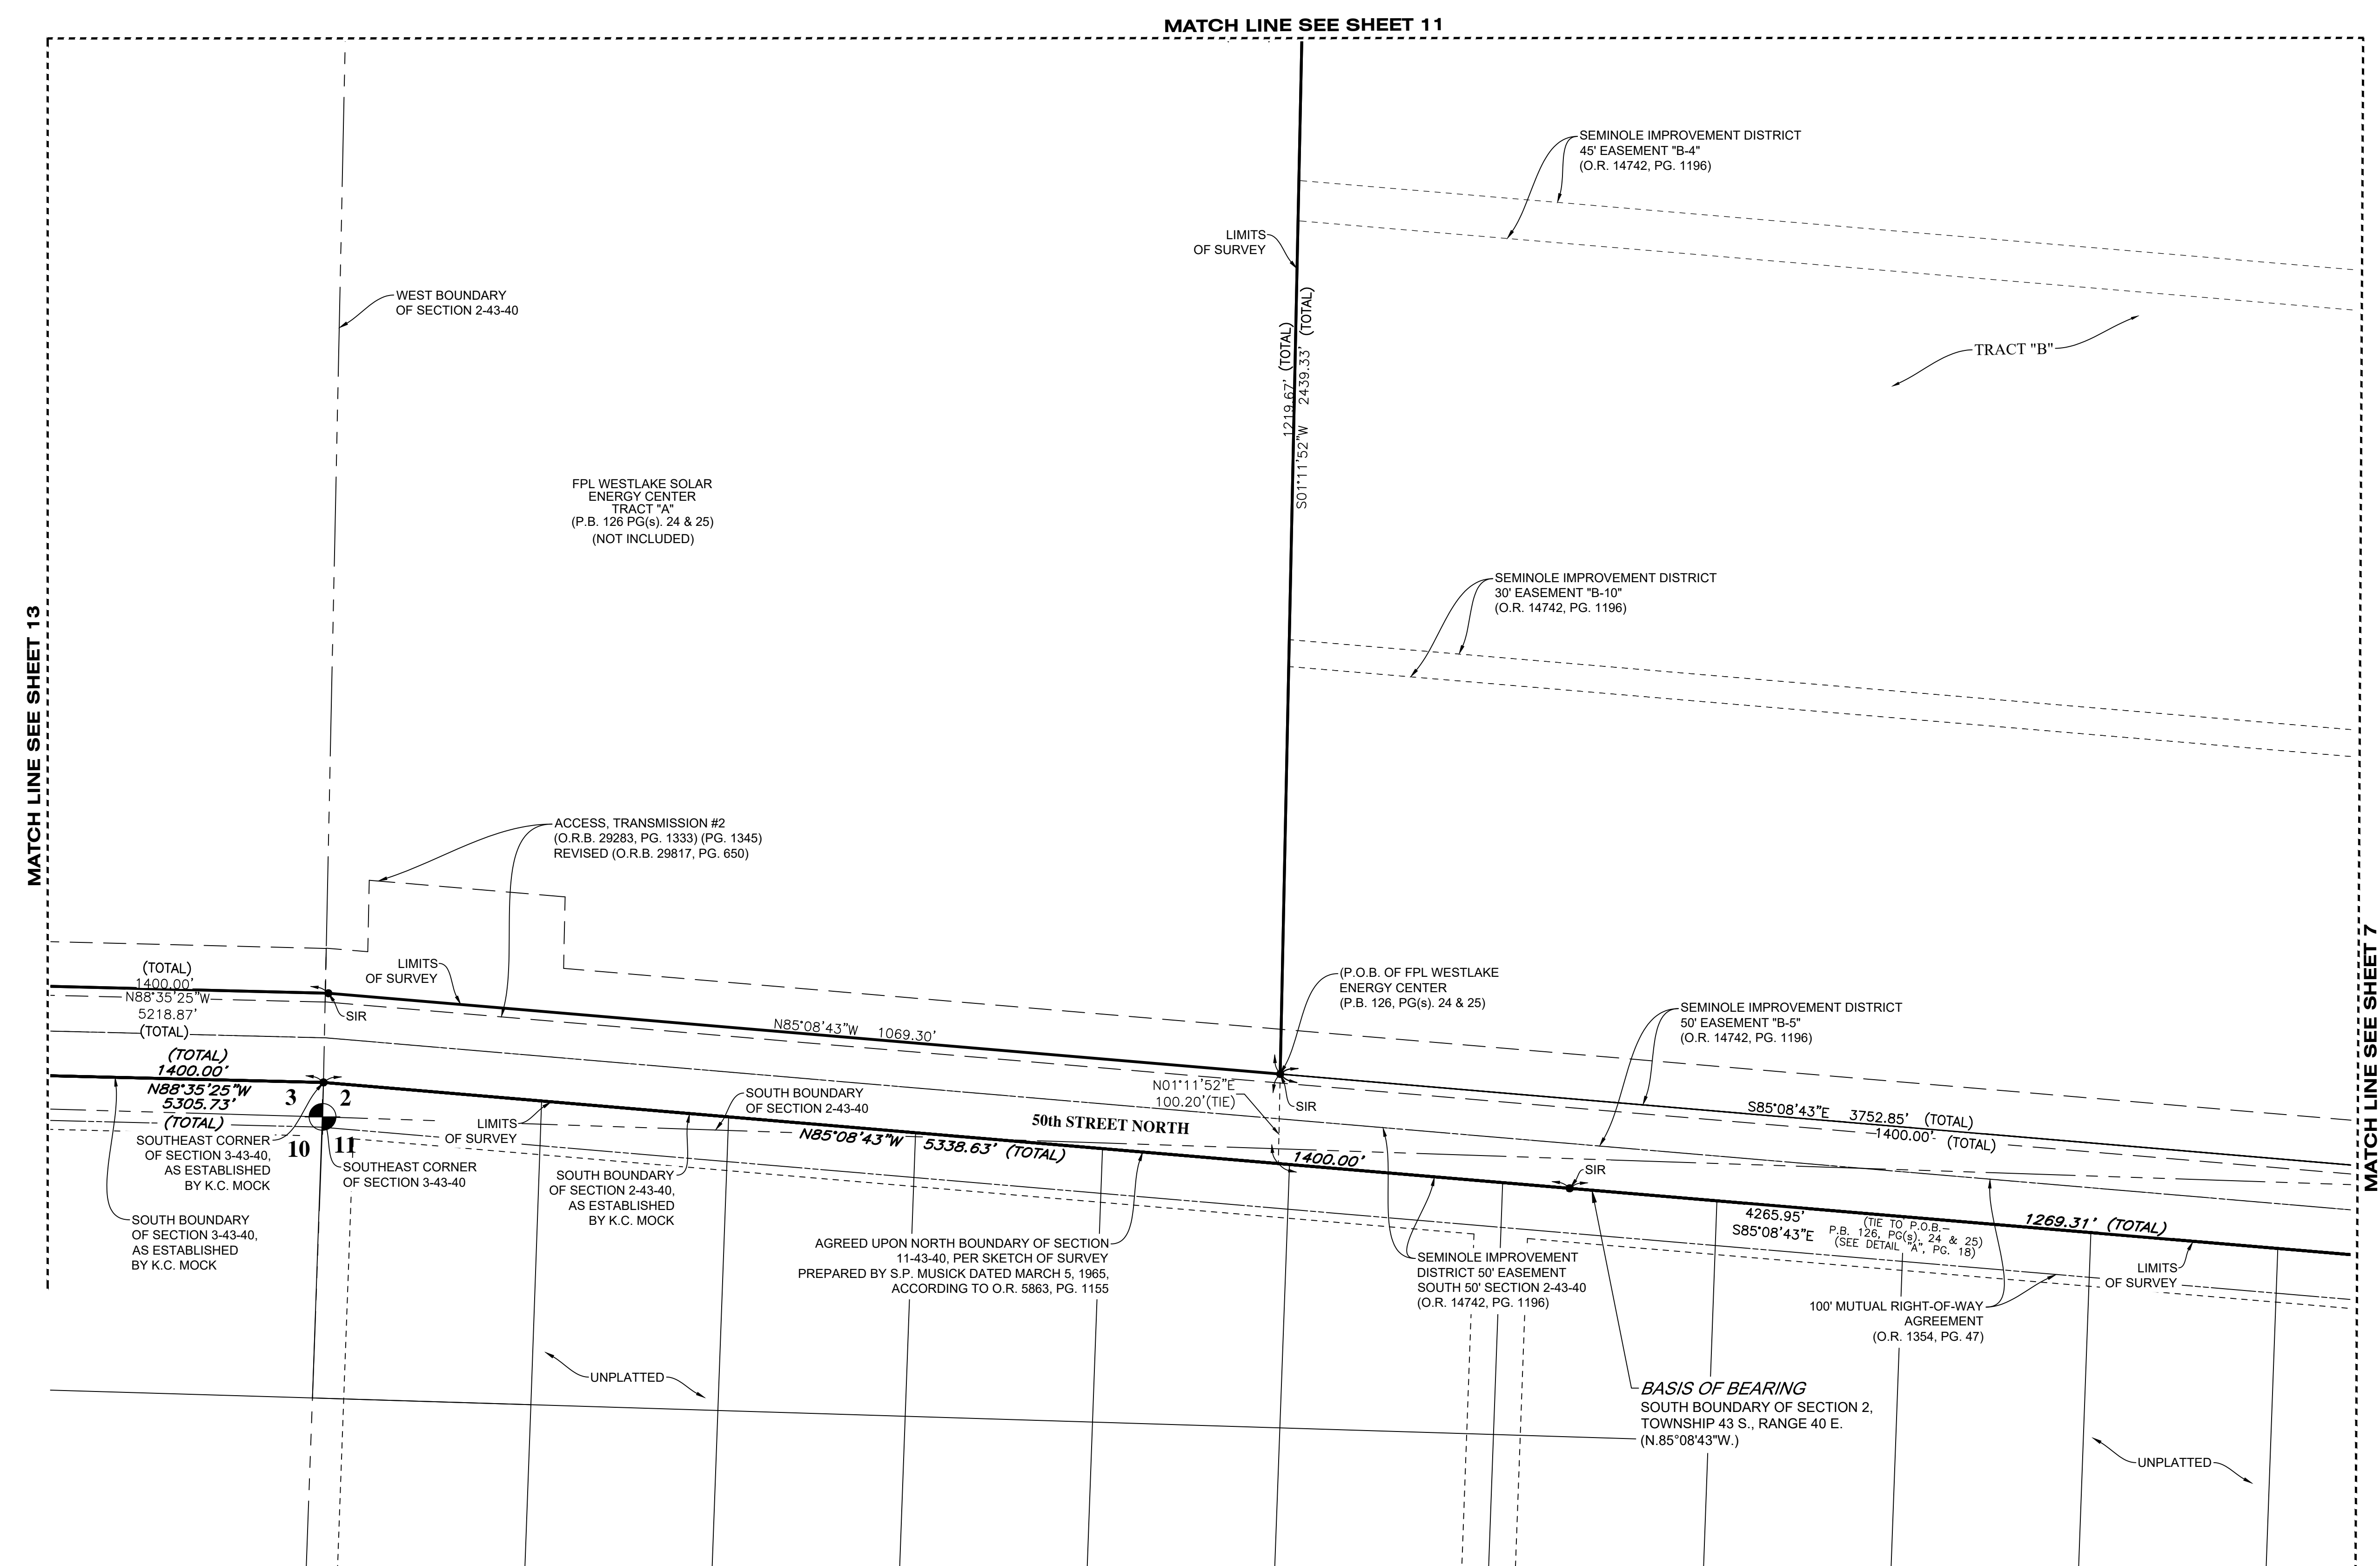 MATCH LINE SEE SHEET 11
SEMINOLE IMPROVEMENT DISTRICT
45' EASEMENT "B-4"
(O.R. 14742, PG. 1196)
LIMITS
OF SURVEY
WEST BOUNDARY
OF SECTION 2-43-40
1219.67' (TOTAL)
S01°11'52"W 2439.33' (TOTAL)
TRACT "B"
FPL WESTLAKE SOLAR
ENERGY CENTER
TRACT "A"
(P.B. 126 PG(s). 24 & 25)
(NOT INCLUDED)
SEMINOLE IMPROVEMENT DISTRICT
30' EASEMENT "B-10"
(O.R. 14742, PG. 1196)
MATCH LINE SEE SHEET 13
ACCESS, TRANSMISSION #2
(O.R.B. 29283, PG. 1333) (PG. 1345)
REVISED (O.R.B. 29817, PG. 650)
MATCH LINE SEE SHEET 7
(TOTAL)
1400.00'
N88°35'25"W
5218.87'
(TOTAL)
LIMITS
OF SURVEY
SIR
N85°08'43"W 1069.30'
(P.O.B. OF FPL WESTLAKE
ENERGY CENTER
(P.B. 126, PG(s). 24 & 25)
SEMINOLE IMPROVEMENT DISTRICT
50' EASEMENT "B-5"
(O.R. 14742, PG. 1196)
(TOTAL)
1400.00'
N88°35'25"W
5305.73'
(TOTAL)
3 2
10 11
SOUTHEAST CORNER
OF SECTION 3-43-40,
AS ESTABLISHED
BY K.C. MOCK
SOUTHEAST CORNER
OF SECTION 3-43-40
SOUTH BOUNDARY
OF SECTION 3-43-40,
AS ESTABLISHED
BY K.C. MOCK
LIMITS
OF SURVEY
SOUTH BOUNDARY
OF SECTION 2-43-40
SOUTH BOUNDARY
OF SECTION 2-43-40,
AS ESTABLISHED
BY K.C. MOCK
N85°08'43"W 5338.63' (TOTAL)
50th STREET NORTH
N01°11'52"E
100.20'(TIE)
SIR
1400.00'
S85°08'43"E 3752.85' (TOTAL)
1400.00' (TOTAL)
SIR
AGREED UPON NORTH BOUNDARY OF SECTION
11-43-40, PER SKETCH OF SURVEY
PREPARED BY S.P. MUSICK DATED MARCH 5, 1965,
ACCORDING TO O.R. 5863, PG. 1155
SEMINOLE IMPROVEMENT
DISTRICT 50' EASEMENT
SOUTH 50' SECTION 2-43-40
(O.R. 14742, PG. 1196)
4265.95'
S85°08'43"E
(TIE TO P.O.B.-
P.B. 126, PG(s). 24 & 25)
(SEE DETAIL "A", PG. 18)
1269.31' (TOTAL)
LIMITS
OF SURVEY
100' MUTUAL RIGHT-OF-WAY
AGREEMENT
(O.R. 1354, PG. 47)
UNPLATTED
BASIS OF BEARING
SOUTH BOUNDARY OF SECTION 2,
TOWNSHIP 43 S., RANGE 40 E.
(N.85°08'43"W.)
UNPLATTED